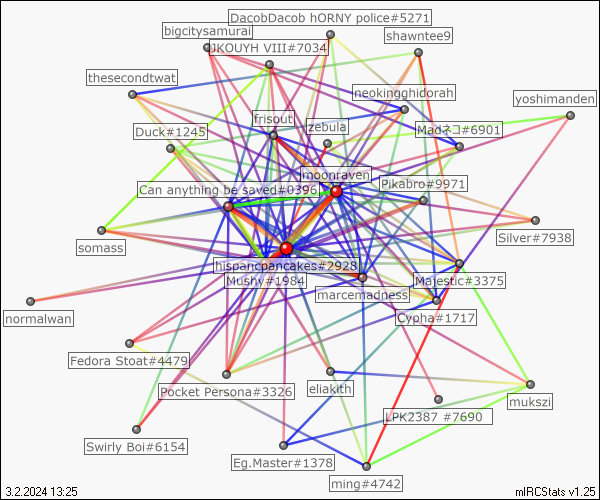 DacobDacob hORNY police#5271
bigcitysamurai
shawntee9
JKOUYH VIII#7034
thesecondtwat
neokingghidorah
yoshimanden
frisout
zebula
Duck#1245
Madネコ#6901
moonraven
Pikabro#9971
Can anything be saved#0396
Silver#7938
somass
hispancpancakes#2928
Mushy#1984
Majestic#3375
marcemadness
normalwan
Cypha#1717
Fedora Stoat#4479
Pocket Persona#3326
eliakith
mukszi
LPK2387 #7690
Swirly Boi#6154
Eg.Master#1378
ming#4742
3.2.2024 13:25
mIRCStats v1.25